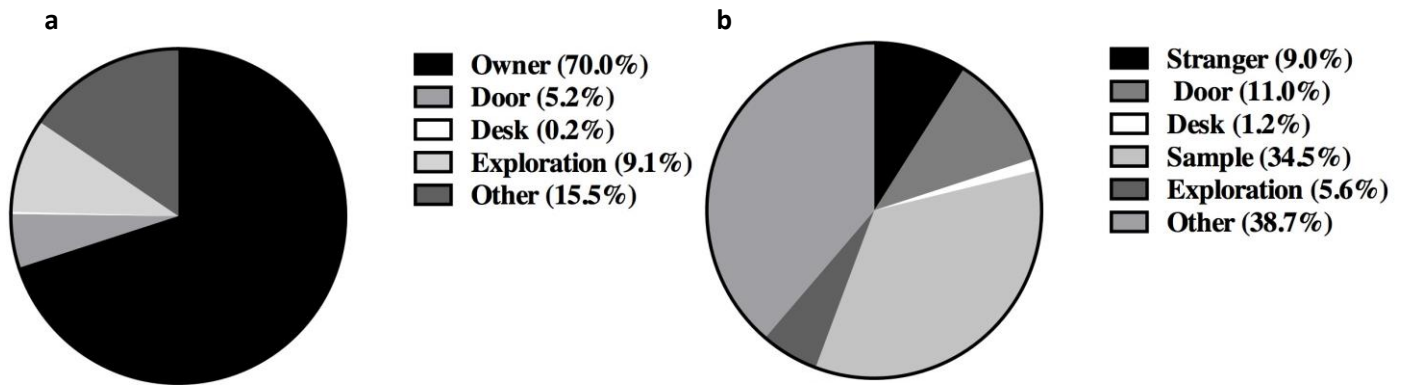 a
Owner (70.0%)
Door (5.2%)
Desk (0.2%)
Exploration (9.1%)
Other (15.5%)
b
Stranger (9.0%)
Door (11.0%)
Desk (1.2%)
Sample (34.5%)
Exploration (5.6%)
Other (38.7%)